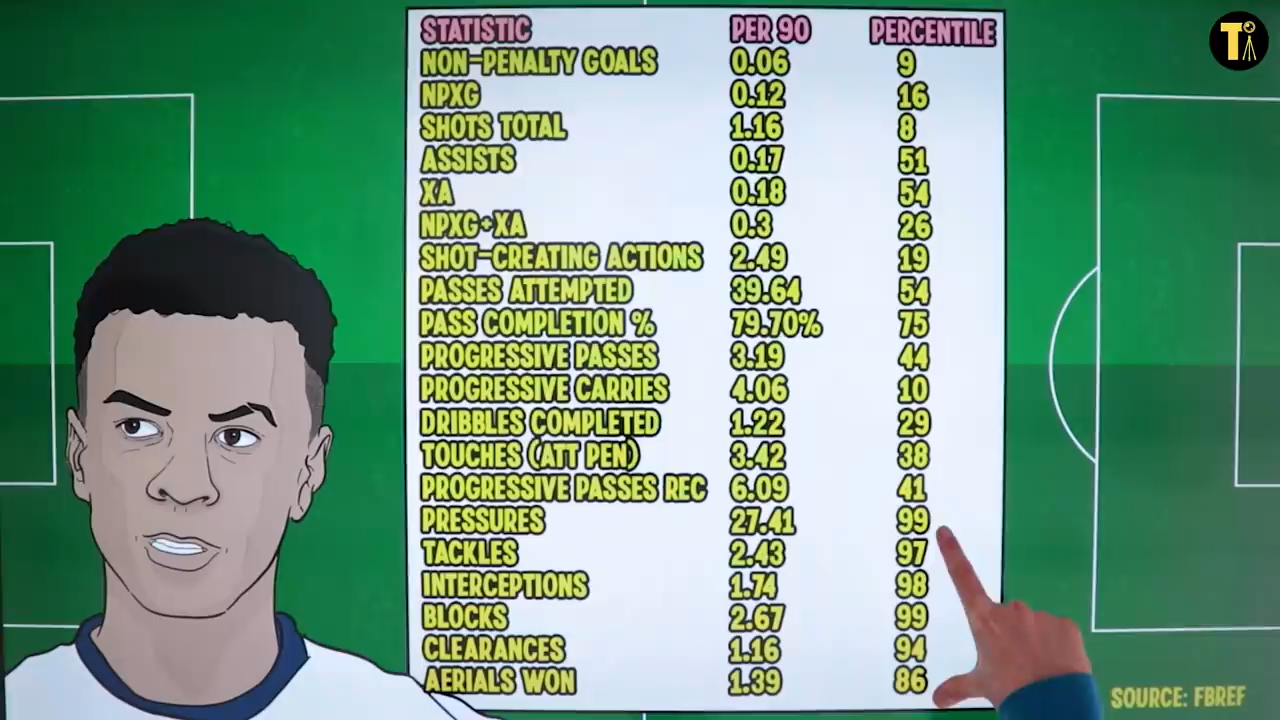 STATISTIC PER 90 PERCENTILE
NON-PENALTY GOALS 0.06 9
NPXG 0.12 16
SHOTS TOTAL 1.16 8
ASSISTS 0.17 51
XA 0.18 54
NPXG+XA 0.3 26
SHOT-CREATING ACTIONS 2.49 19
PASSES ATTEMPTED 39.64 54
PASS COMPLETION % 79.70% 75
PROGRESSIVE PASSES 3.19 44
PROGRESSIVE CARRIES 4.06 10
DRIBBLES COMPLETED 1.22 29
TOUCHES (ATT PEN) 3.42 38
PROGRESSIVE PASSES REC 6.09 41
PRESSURES 27.41 99
TACKLES 2.43 97
INTERCEPTIONS 1.74 98
BLOCKS 2.67 99
CLEARANCES 1.16 94
AERIALS WON 1.39 86
SOURCE: FBREF